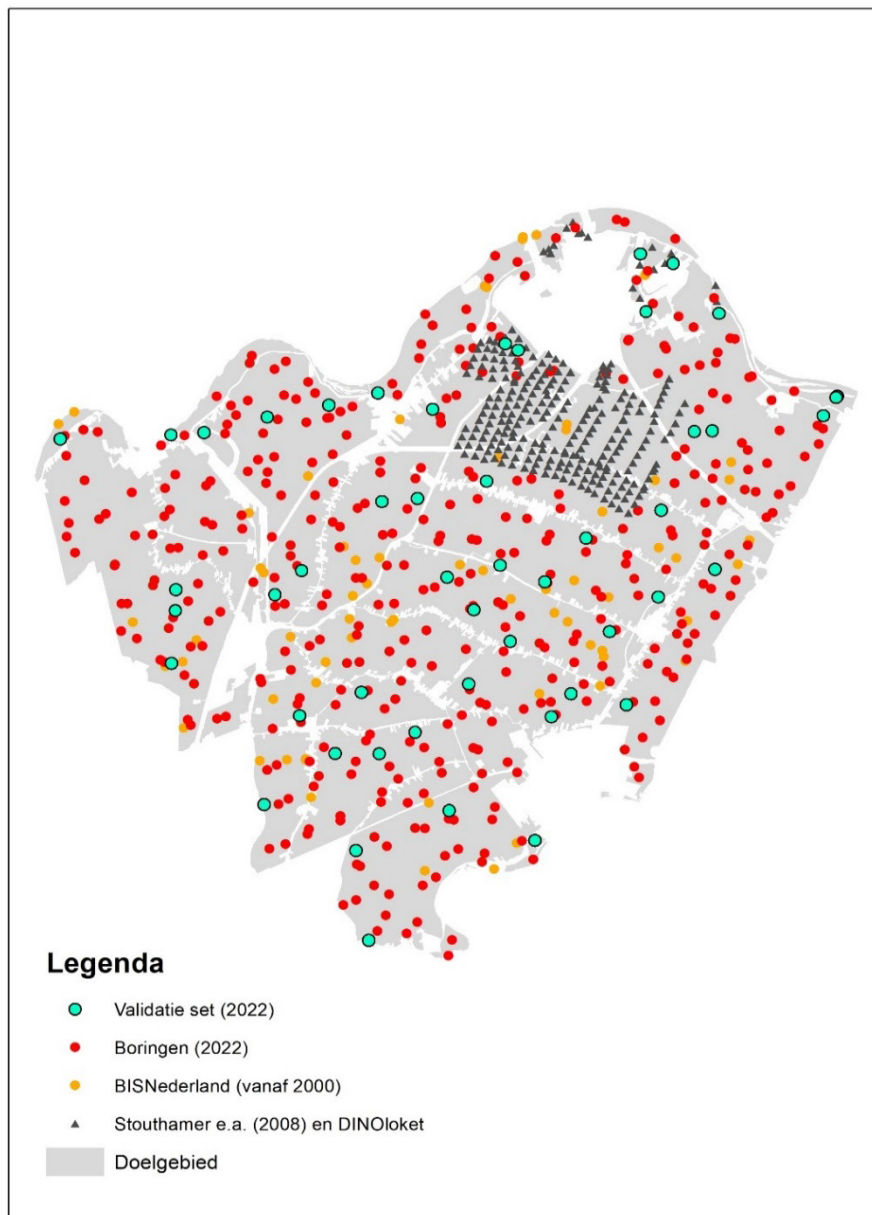 Legenda
Validatie set (2022)
Boringen (2022)
BISNederland (vanaf 2000)
Stouthamer e.a. (2008) en DINOloket
Doelgebied